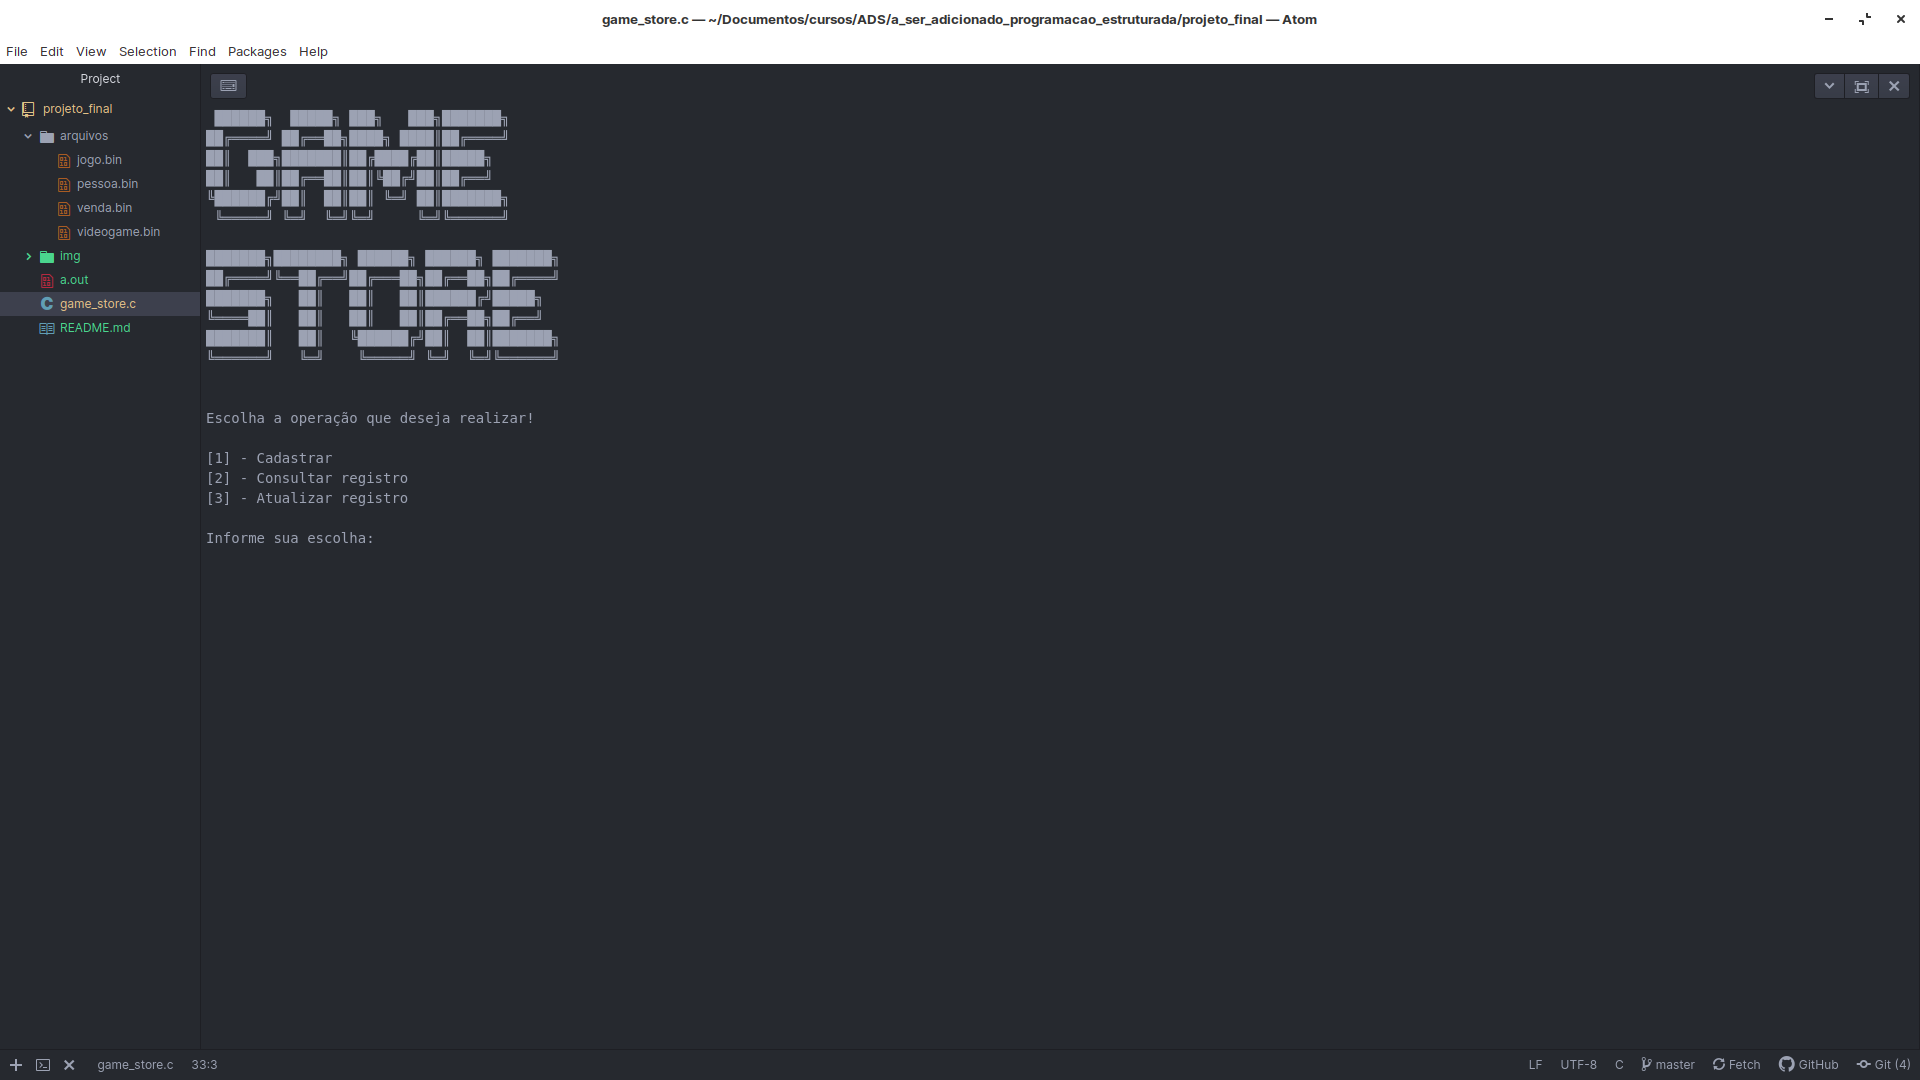 game_store.c — ~/Documentos/cursos/ADS/a_ser_adicionado_programacao_estruturada/projeto_final — Atom
File Edit View Selection Find Packages Help
Project
projeto_final
arquivos
jogo.bin
pessoa.bin
venda.bin
videogame.bin
img
a.out
game_store.c
README.md
GAME
STORE
Escolha a operação que deseja realizar!
[1] - Cadastrar
[2] - Consultar registro
[3] - Atualizar registro
Informe sua escolha:
game_store.c 33:3 LF UTF-8 C master Fetch GitHub Git (4)